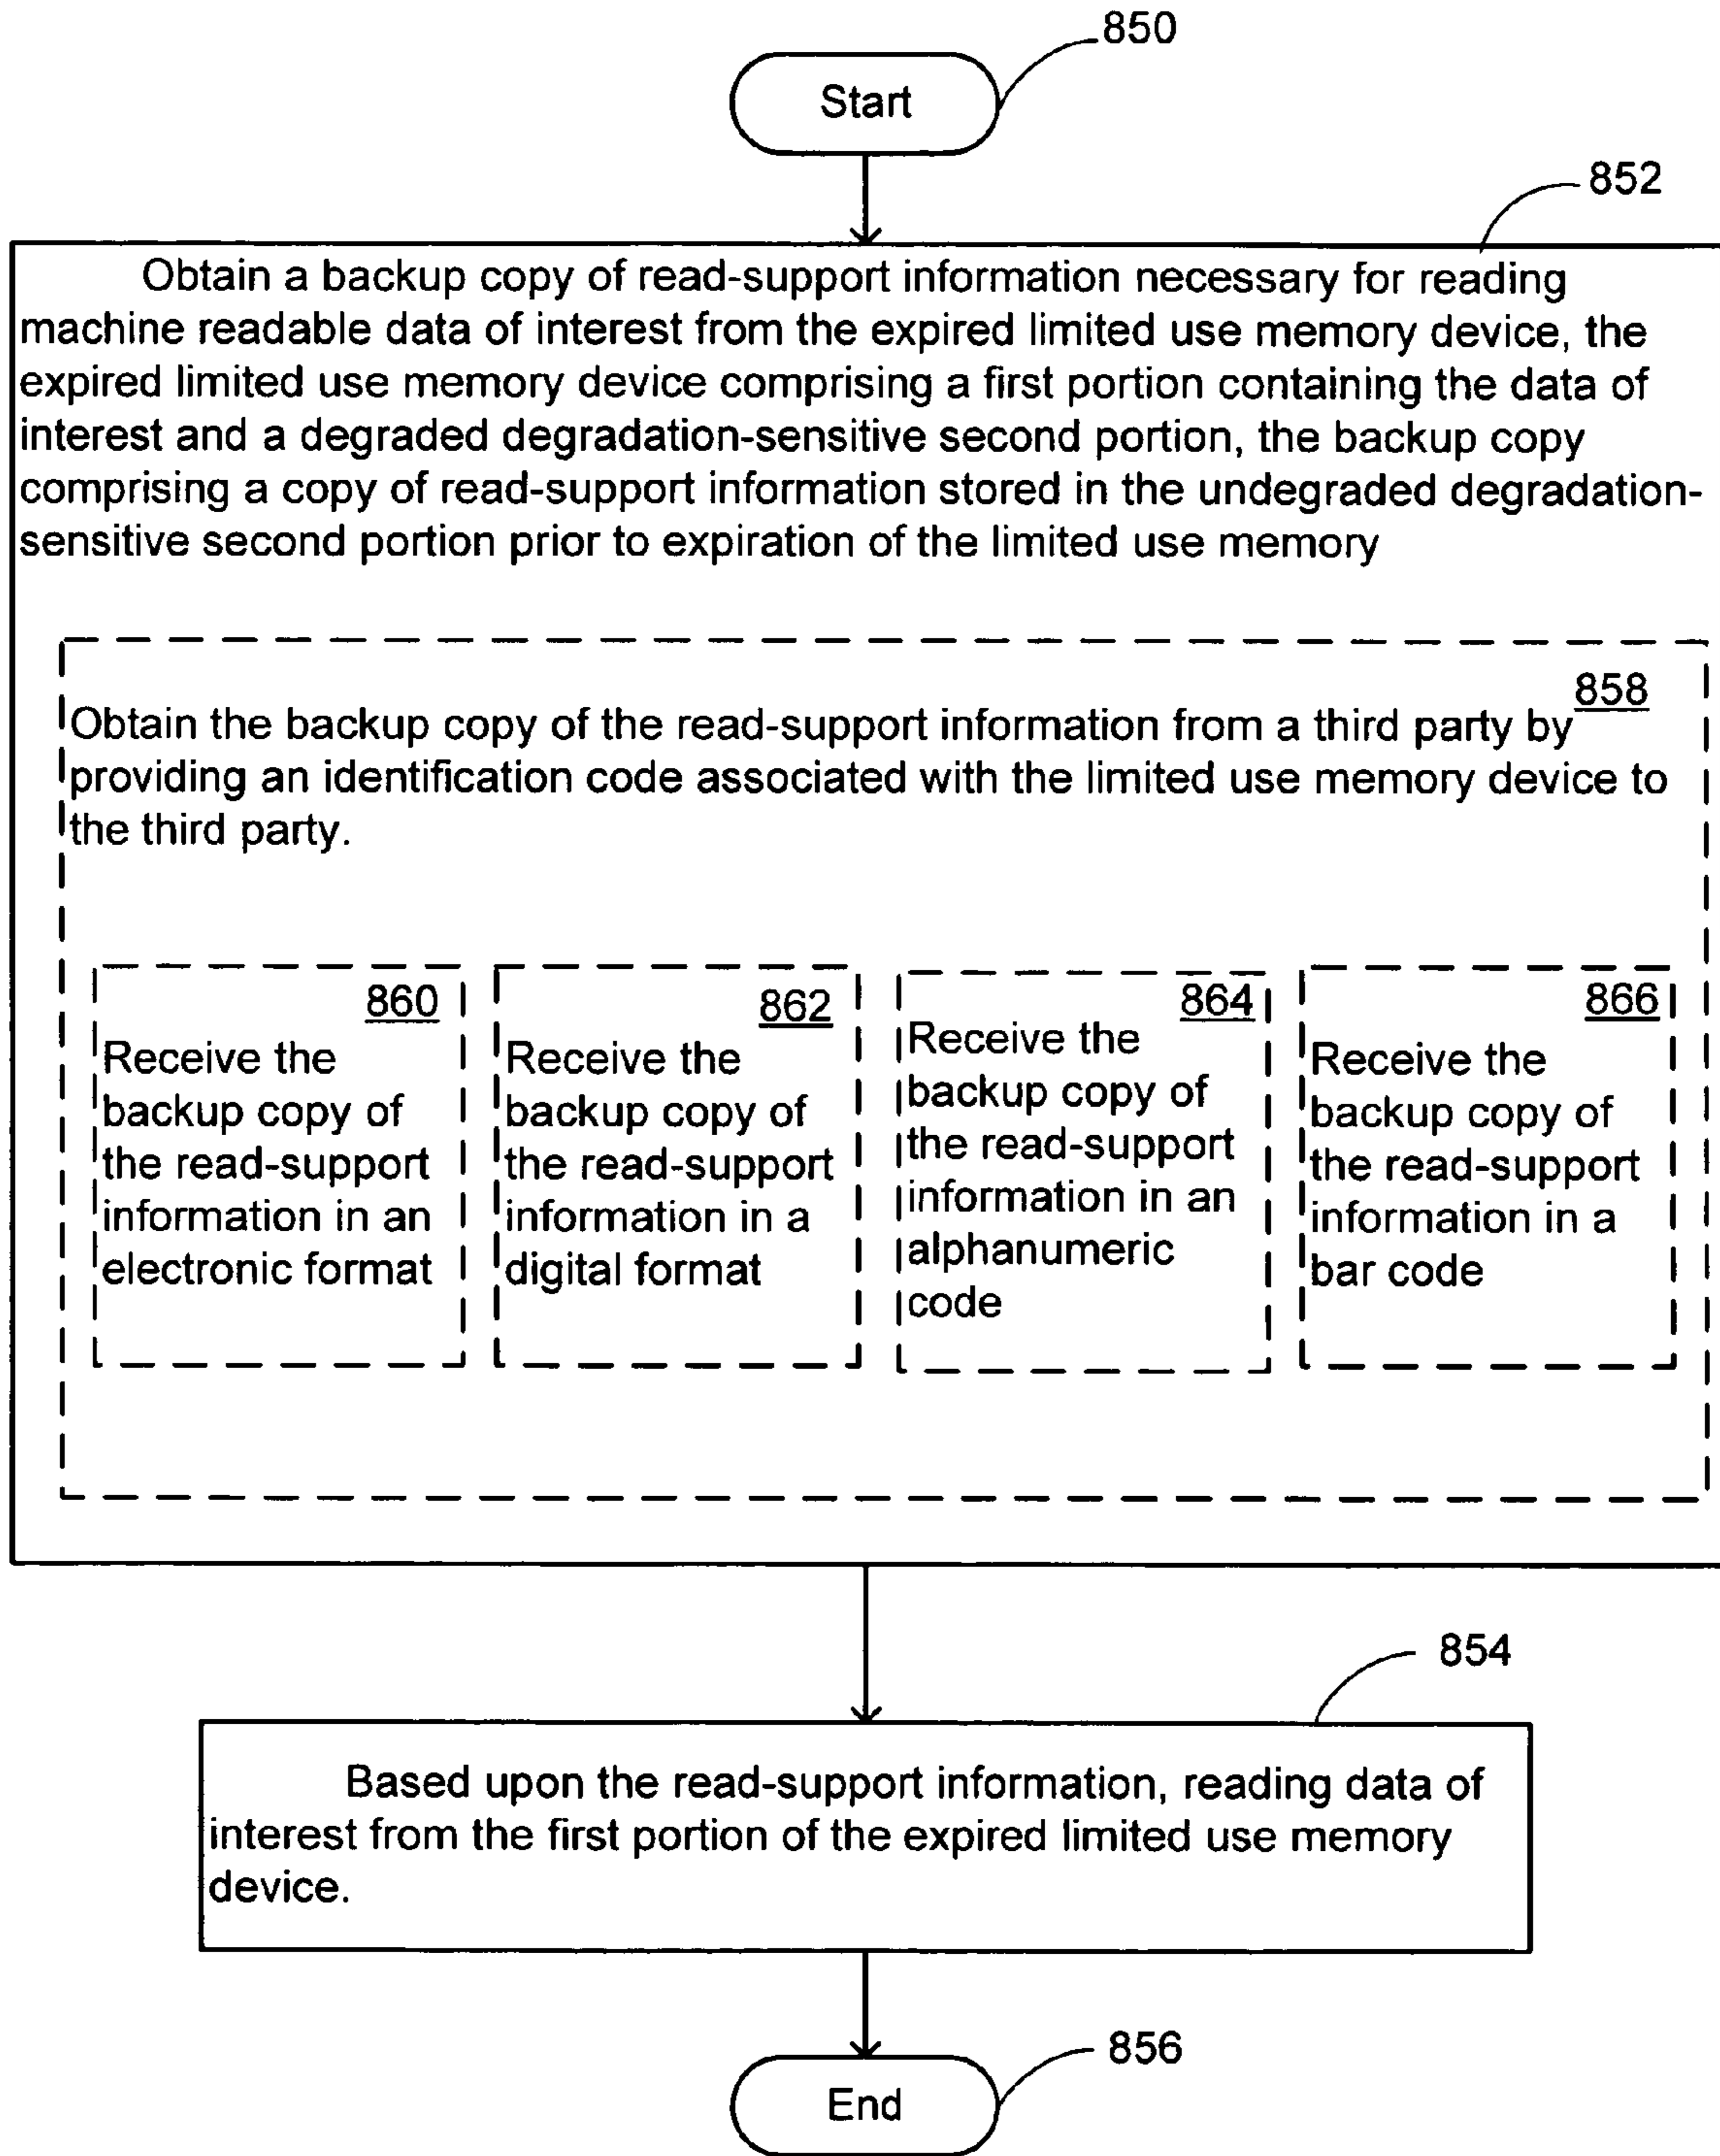 850
Start
852
Obtain a backup copy of read-support information necessary for reading
machine readable data of interest from the expired limited use memory device, the
expired limited use memory device comprising a first portion containing the data of
interest and a degraded degradation-sensitive second portion, the backup copy
comprising a copy of read-support information stored in the undegraded degradation-
sensitive second portion prior to expiration of the limited use memory
858
Obtain the backup copy of the read-support information from a third party by
providing an identification code associated with the limited use memory device to
the third party.
860
Receive the
backup copy of
the read-support
information in an
electronic format
862
Receive the
backup copy of
the read-support
information in a
digital format
864
Receive the
backup copy of
the read-support
information in an
alphanumeric
code
866
Receive the
backup copy of
the read-support
information in a
bar code
854
Based upon the read-support information, reading data of
interest from the first portion of the expired limited use memory
device.
856
End